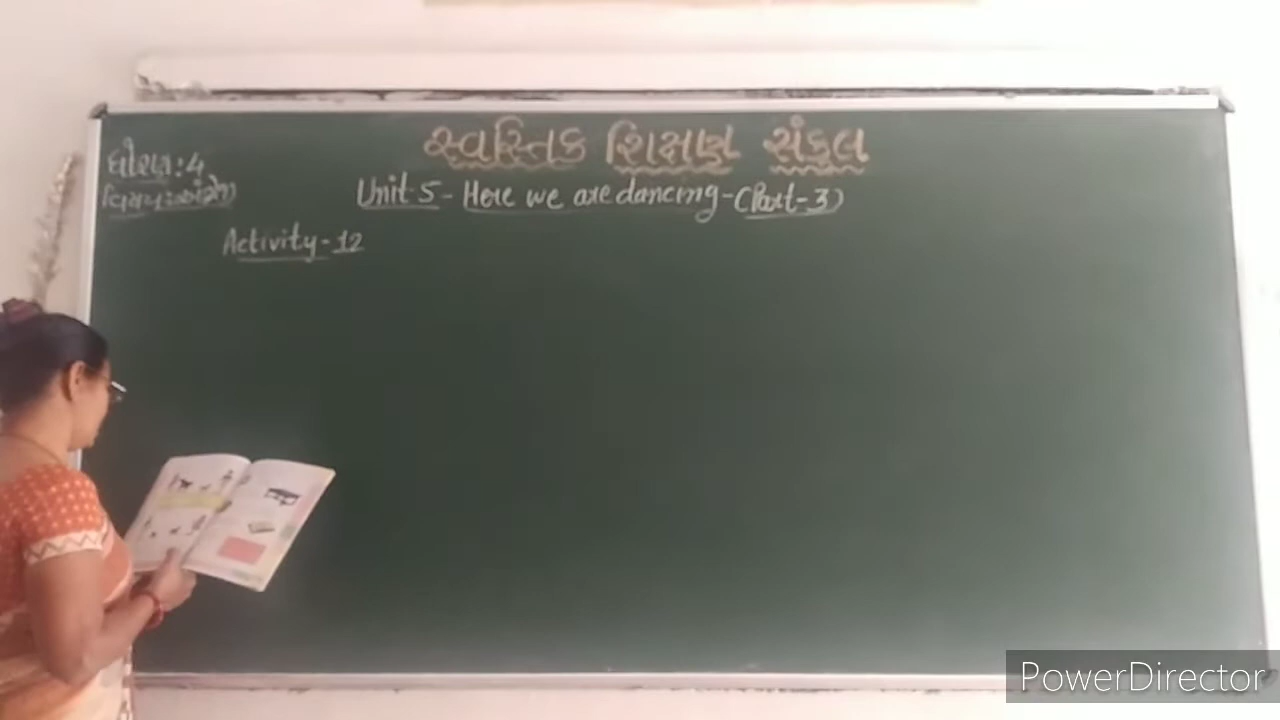 સ્વસ્તિક શિક્ષણ સંકુલ
ધોરણ : 4
વિષય : અંગ્રેજી
Unit 5 - Here we are dancing - (Part - 3)
Activity - 12
PowerDirector